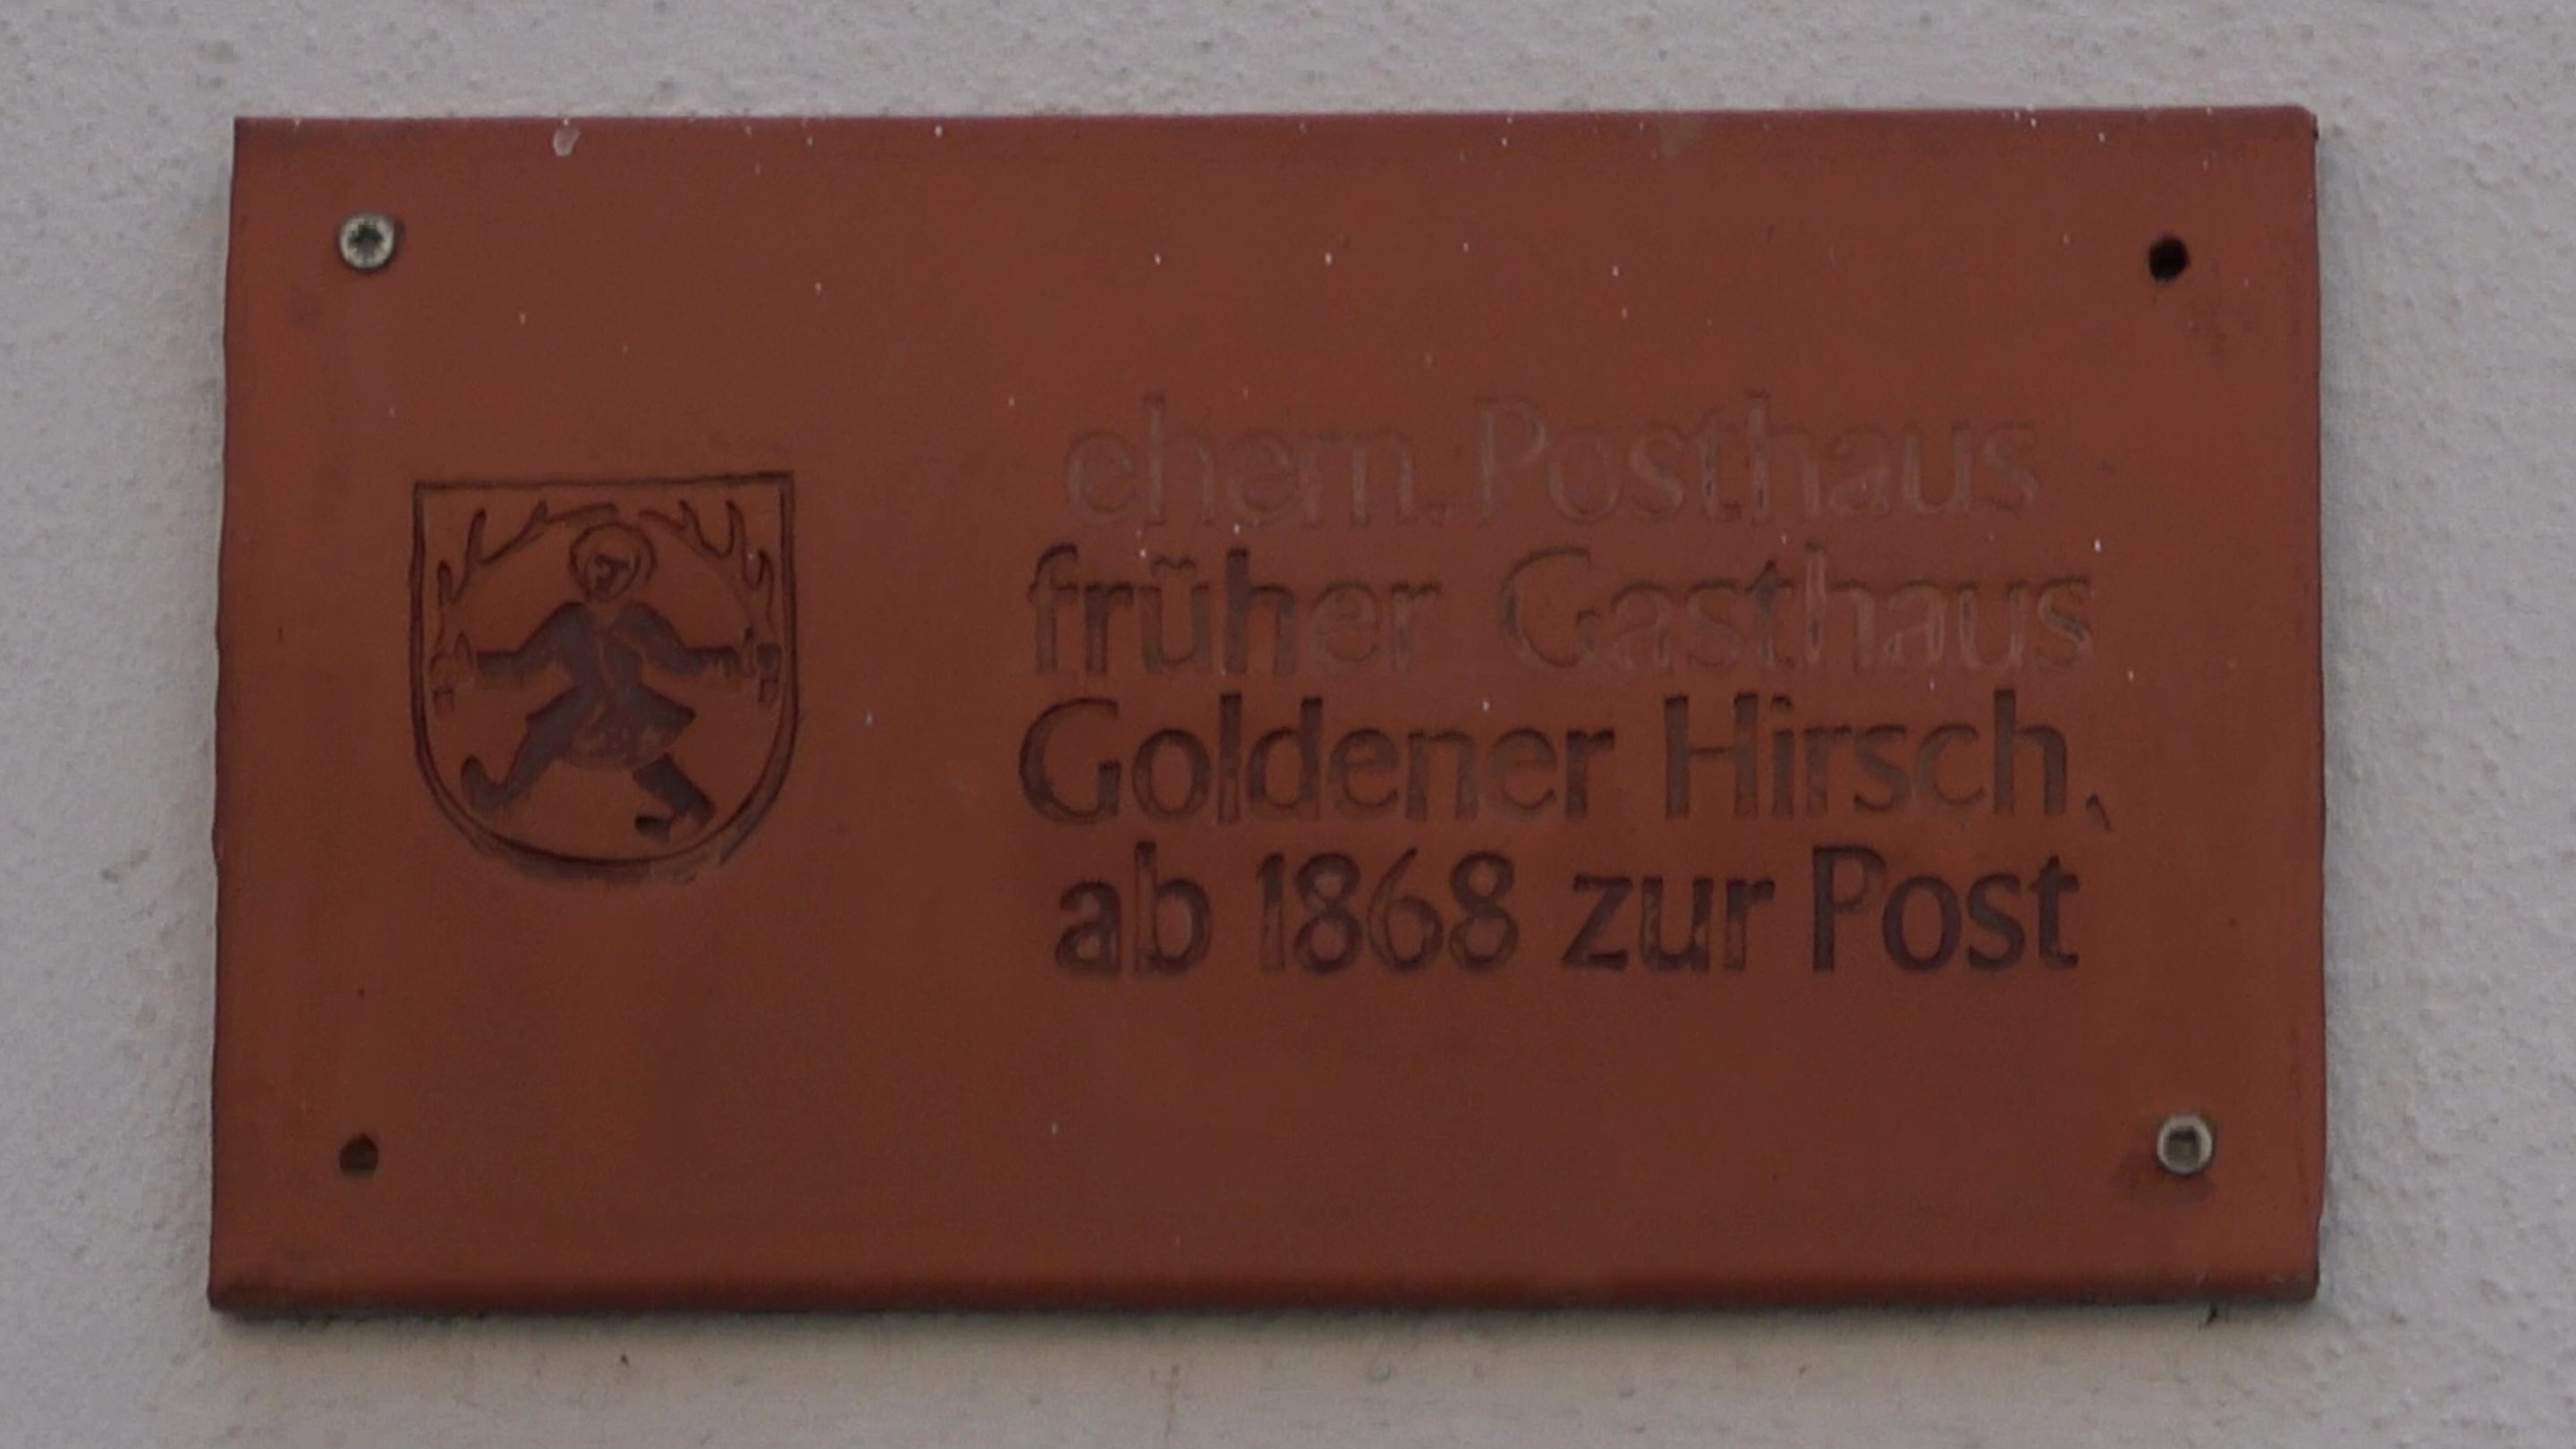 ehem. Posthaus
früher Gasthaus
Goldener Hirsch,
ab 1868 zur Post